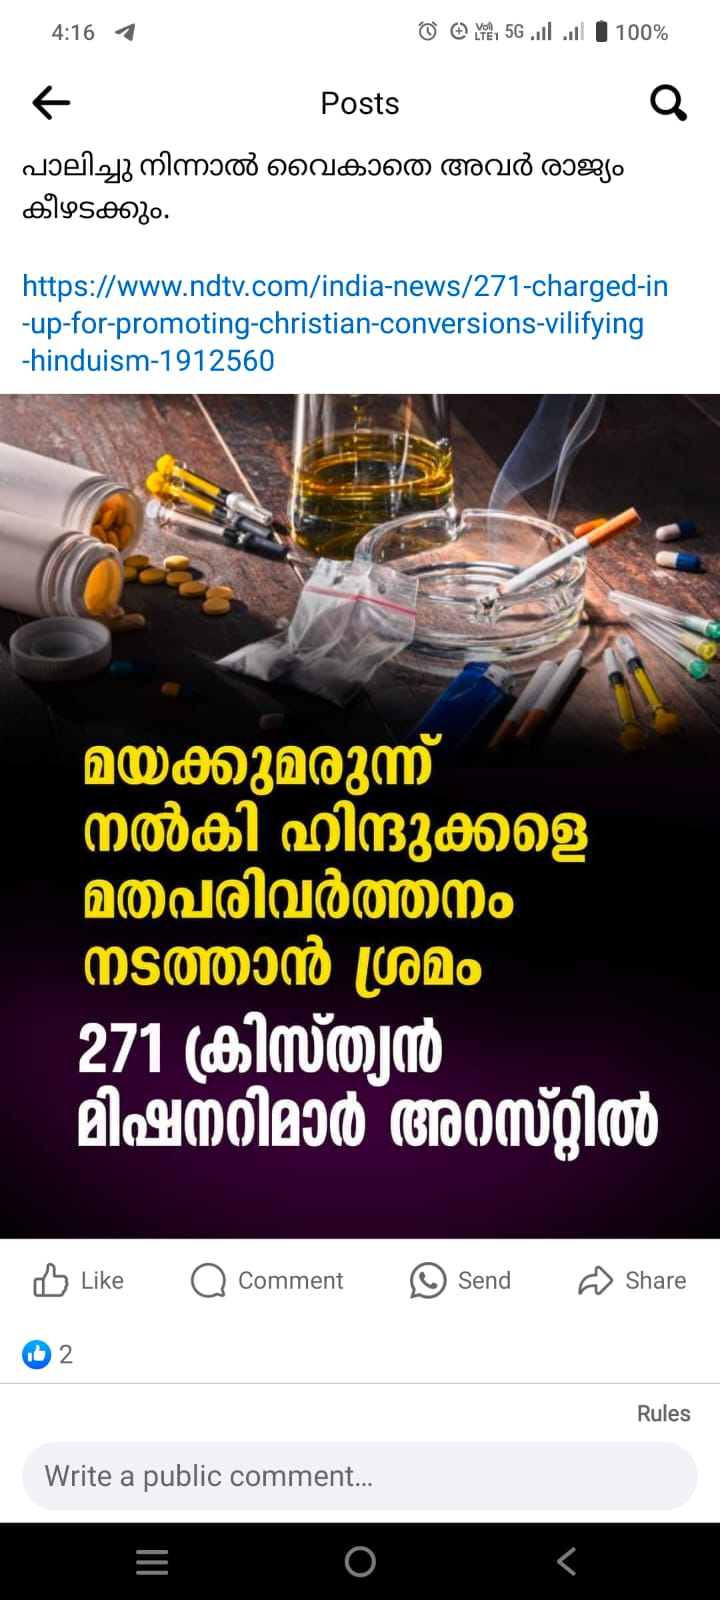 4:16
Vo) LTE1 5G 100%
Posts
പാലിച്ചു നിന്നാൽ വൈകാതെ അവർ രാജ്യം
കീഴടക്കും.
https://www.ndtv.com/india-news/271-charged-in
-up-for-promoting-christian-conversions-vilifying
-hinduism-1912560
മയക്കുമരുന്ന്
നൽകി ഹിന്ദുക്കളെ
മതപരിവർത്തനം
നടത്താൻ ശ്രമം
271 ക്രിസ്ത്യൻ
മിഷനറിമാർ അറസ്റ്റിൽ
Like Comment Send Share
2
Rules
Write a public comment...